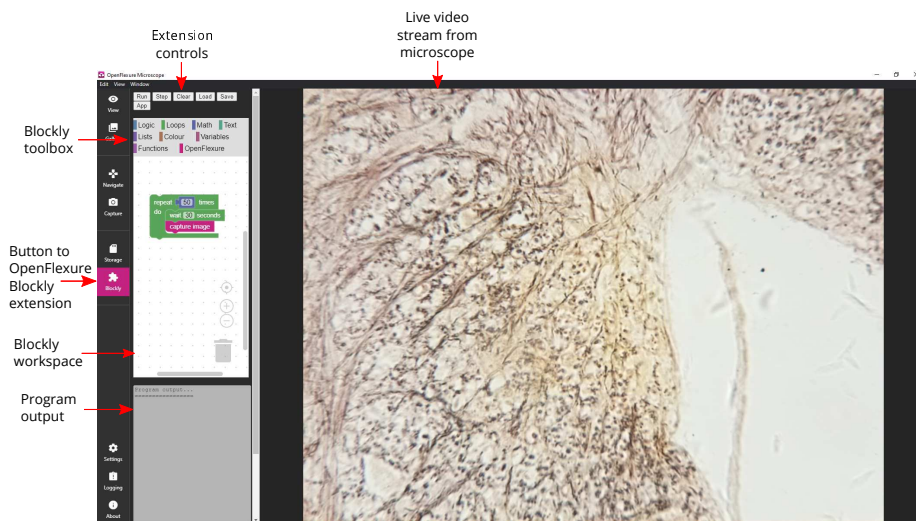 Live video
stream from
microscope
Extension
controls
OpenFlexure Microscope
Edit View Window
Run Step Clear Load Save
App
View
Logic Loops Math Text
Lists Colour Variables
Functions OpenFlexure
Blockly
toolbox
Navigate
Capture
repeat 50 times
do
wait 30 seconds
capture image
Storage
Button to
OpenFlexure
Blockly
extension
Blockly
Blockly
workspace
Program output...
================
Program
output
Settings
Logging
About